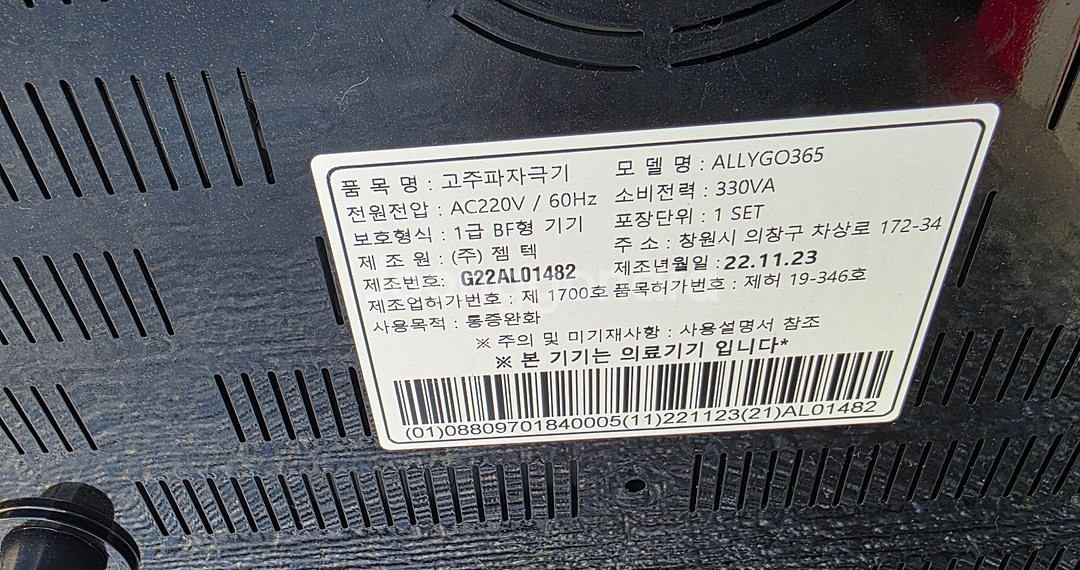 품 목 명 : 고주파자극기 모 델 명 : ALLYGO365
전원전압 : AC220V / 60Hz 소비전력 : 330VA
보호형식 : 1급 BF형 기기 포장단위 : 1 SET
제 조 원 : (주) 젬 텍 주 소 : 창원시 의창구 차상로 172-34
제조번호: G22AL01482 제조년월일 : 22.11.23
제조업허가번호 : 제 1700호 품목허가번호 : 제허 19-346호
사용목적 : 통증완화
※ 주의 및 미기재사항 : 사용설명서 참조
※ 본 기기는 의료기기 입니다*
(01)08809701840005(11)221123(21)AL01482